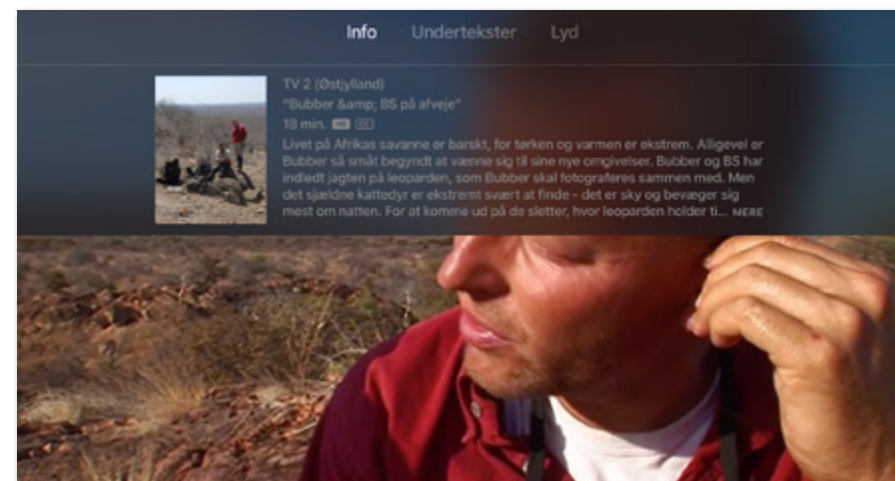 Info Undertekster Lyd
TV 2 (Østjylland)
"Bubber &amp; BS på afveje"
18 min. HD CC
Livet på Afrikas savanne er barskt, for tørken og varmen er ekstrem. Alligevel er
Bubber så småt begyndt at vænne sig til sine nye omgivelser. Bubber og BS har
indledt jagten på leoparden, som Bubber skal fotograferes sammen med. Men
det sjældne kattedyr er ekstremt svært at finde - det er sky og bevæger sig
mest om natten. For at komme ud på de sletter, hvor leoparden holder ti... MERE